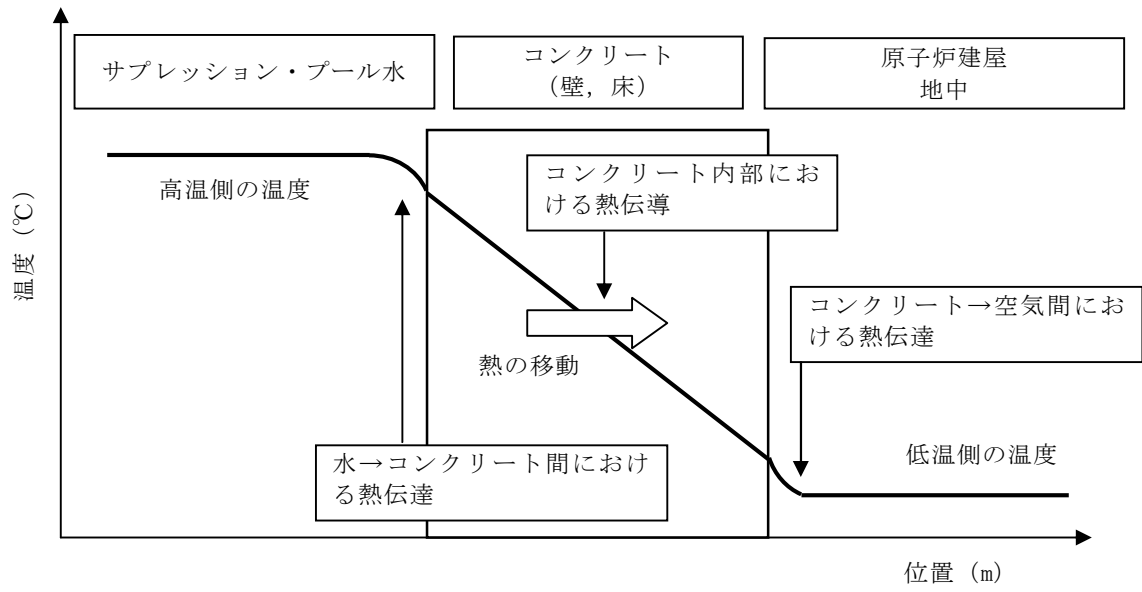 サプレッション・プール水
コンクリート
（壁，床）
原子炉建屋
地中
高温側の温度
コンクリート内部にお
ける熱伝導
温度（℃）
コンクリート→空気間にお
ける熱伝達
熱の移動
水→コンクリート間におけ
る熱伝達
低温側の温度
位置（m）